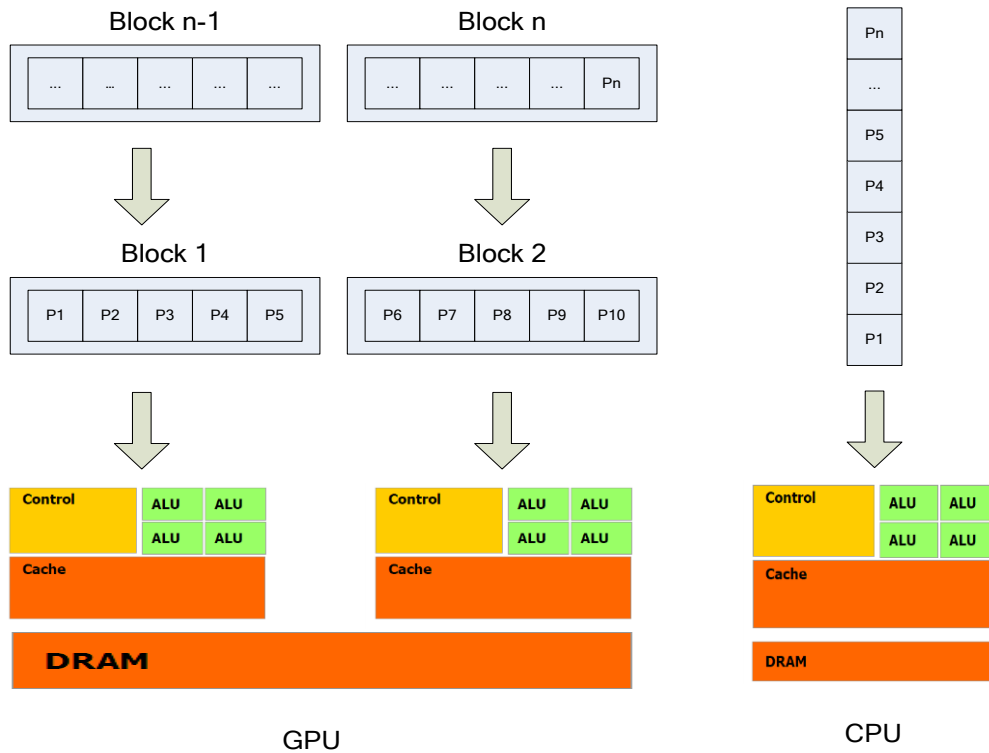 Block n-1
... ... ... ... ...
Block n
... ... ... ... Pn
Block 1
P1 P2 P3 P4 P5
Block 2
P6 P7 P8 P9 P10
Control
ALU ALU
ALU ALU
Cache
Control
ALU ALU
ALU ALU
Cache
DRAM
GPU
Pn
...
P5
P4
P3
P2
P1
Control
ALU ALU
ALU ALU
Cache
DRAM
CPU